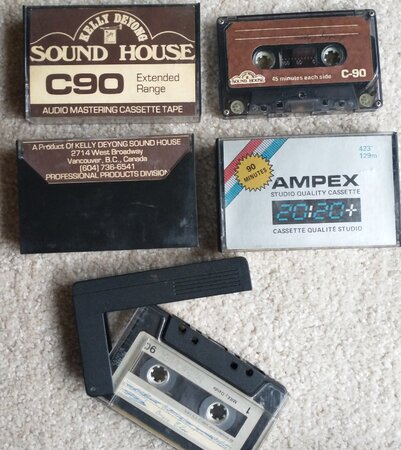 KELLY DEYONG
SOUND HOUSE
C90 Extended
Range
AUDIO MASTERING CASSETTE TAPE
SOUND HOUSE
45 minutes each side
C-90
A Product Of KELLY DEYONG SOUND HOUSE
2714 West Broadway
Vancouver, B.C., Canada
(604) 736-6541
PROFESSIONAL PRODUCTS DIVISION
423
129m
90
MINUTES
AMPEX
STUDIO QUALITY CASSETTE
20:20+
CASSETTE QUALITÉ STUDIO
90
1